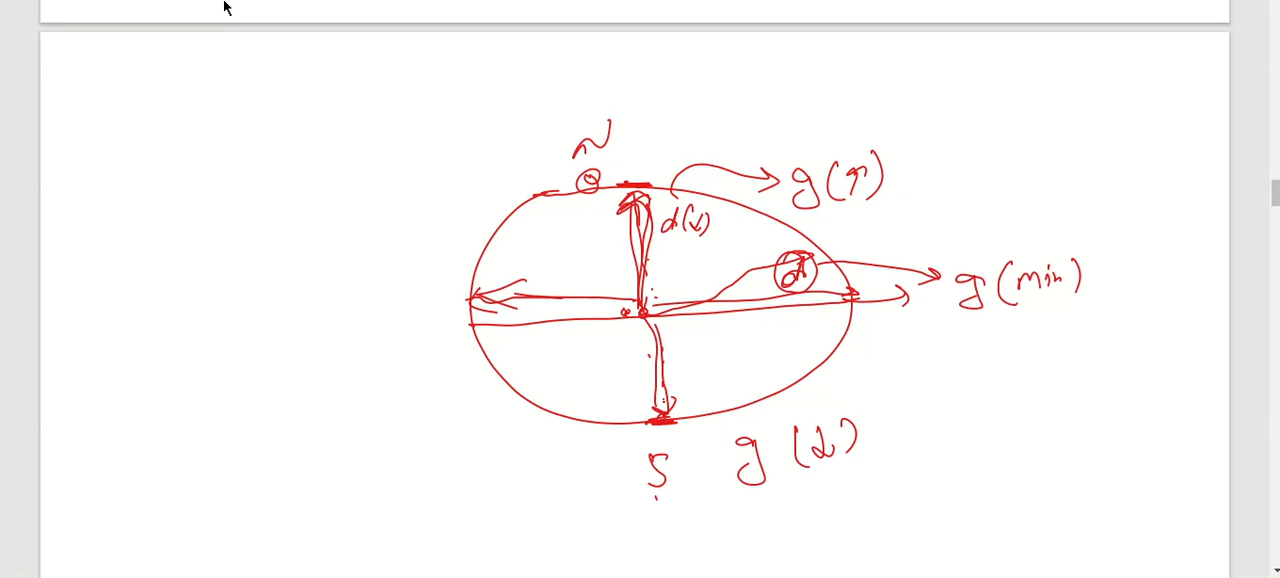 N
g (↑)
d(↓)
d
g (min)
S
g (↓)